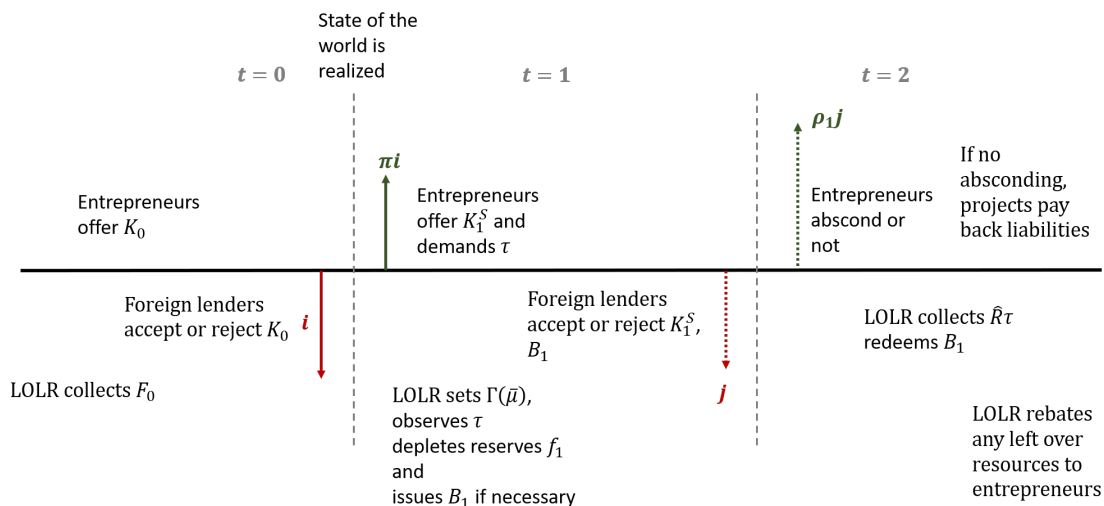 State of the
world is
realized
t = 0
t = 1
t = 2
πi
ρ₁j
Entrepreneurs
offer K₀
Entrepreneurs
offer K₁ˢ and
demands τ
Entrepreneurs
abscond or
not
If no
absconding,
projects pay
back liabilities
Foreign lenders
accept or reject K₀
i
Foreign lenders
accept or reject K₁ˢ,
B₁
j
LOLR collects R̂τ
redeems B₁
LOLR collects F₀
LOLR sets Γ(μ̄),
observes τ
depletes reserves f₁
and
issues B₁ if necessary
LOLR rebates
any left over
resources to
entrepreneurs